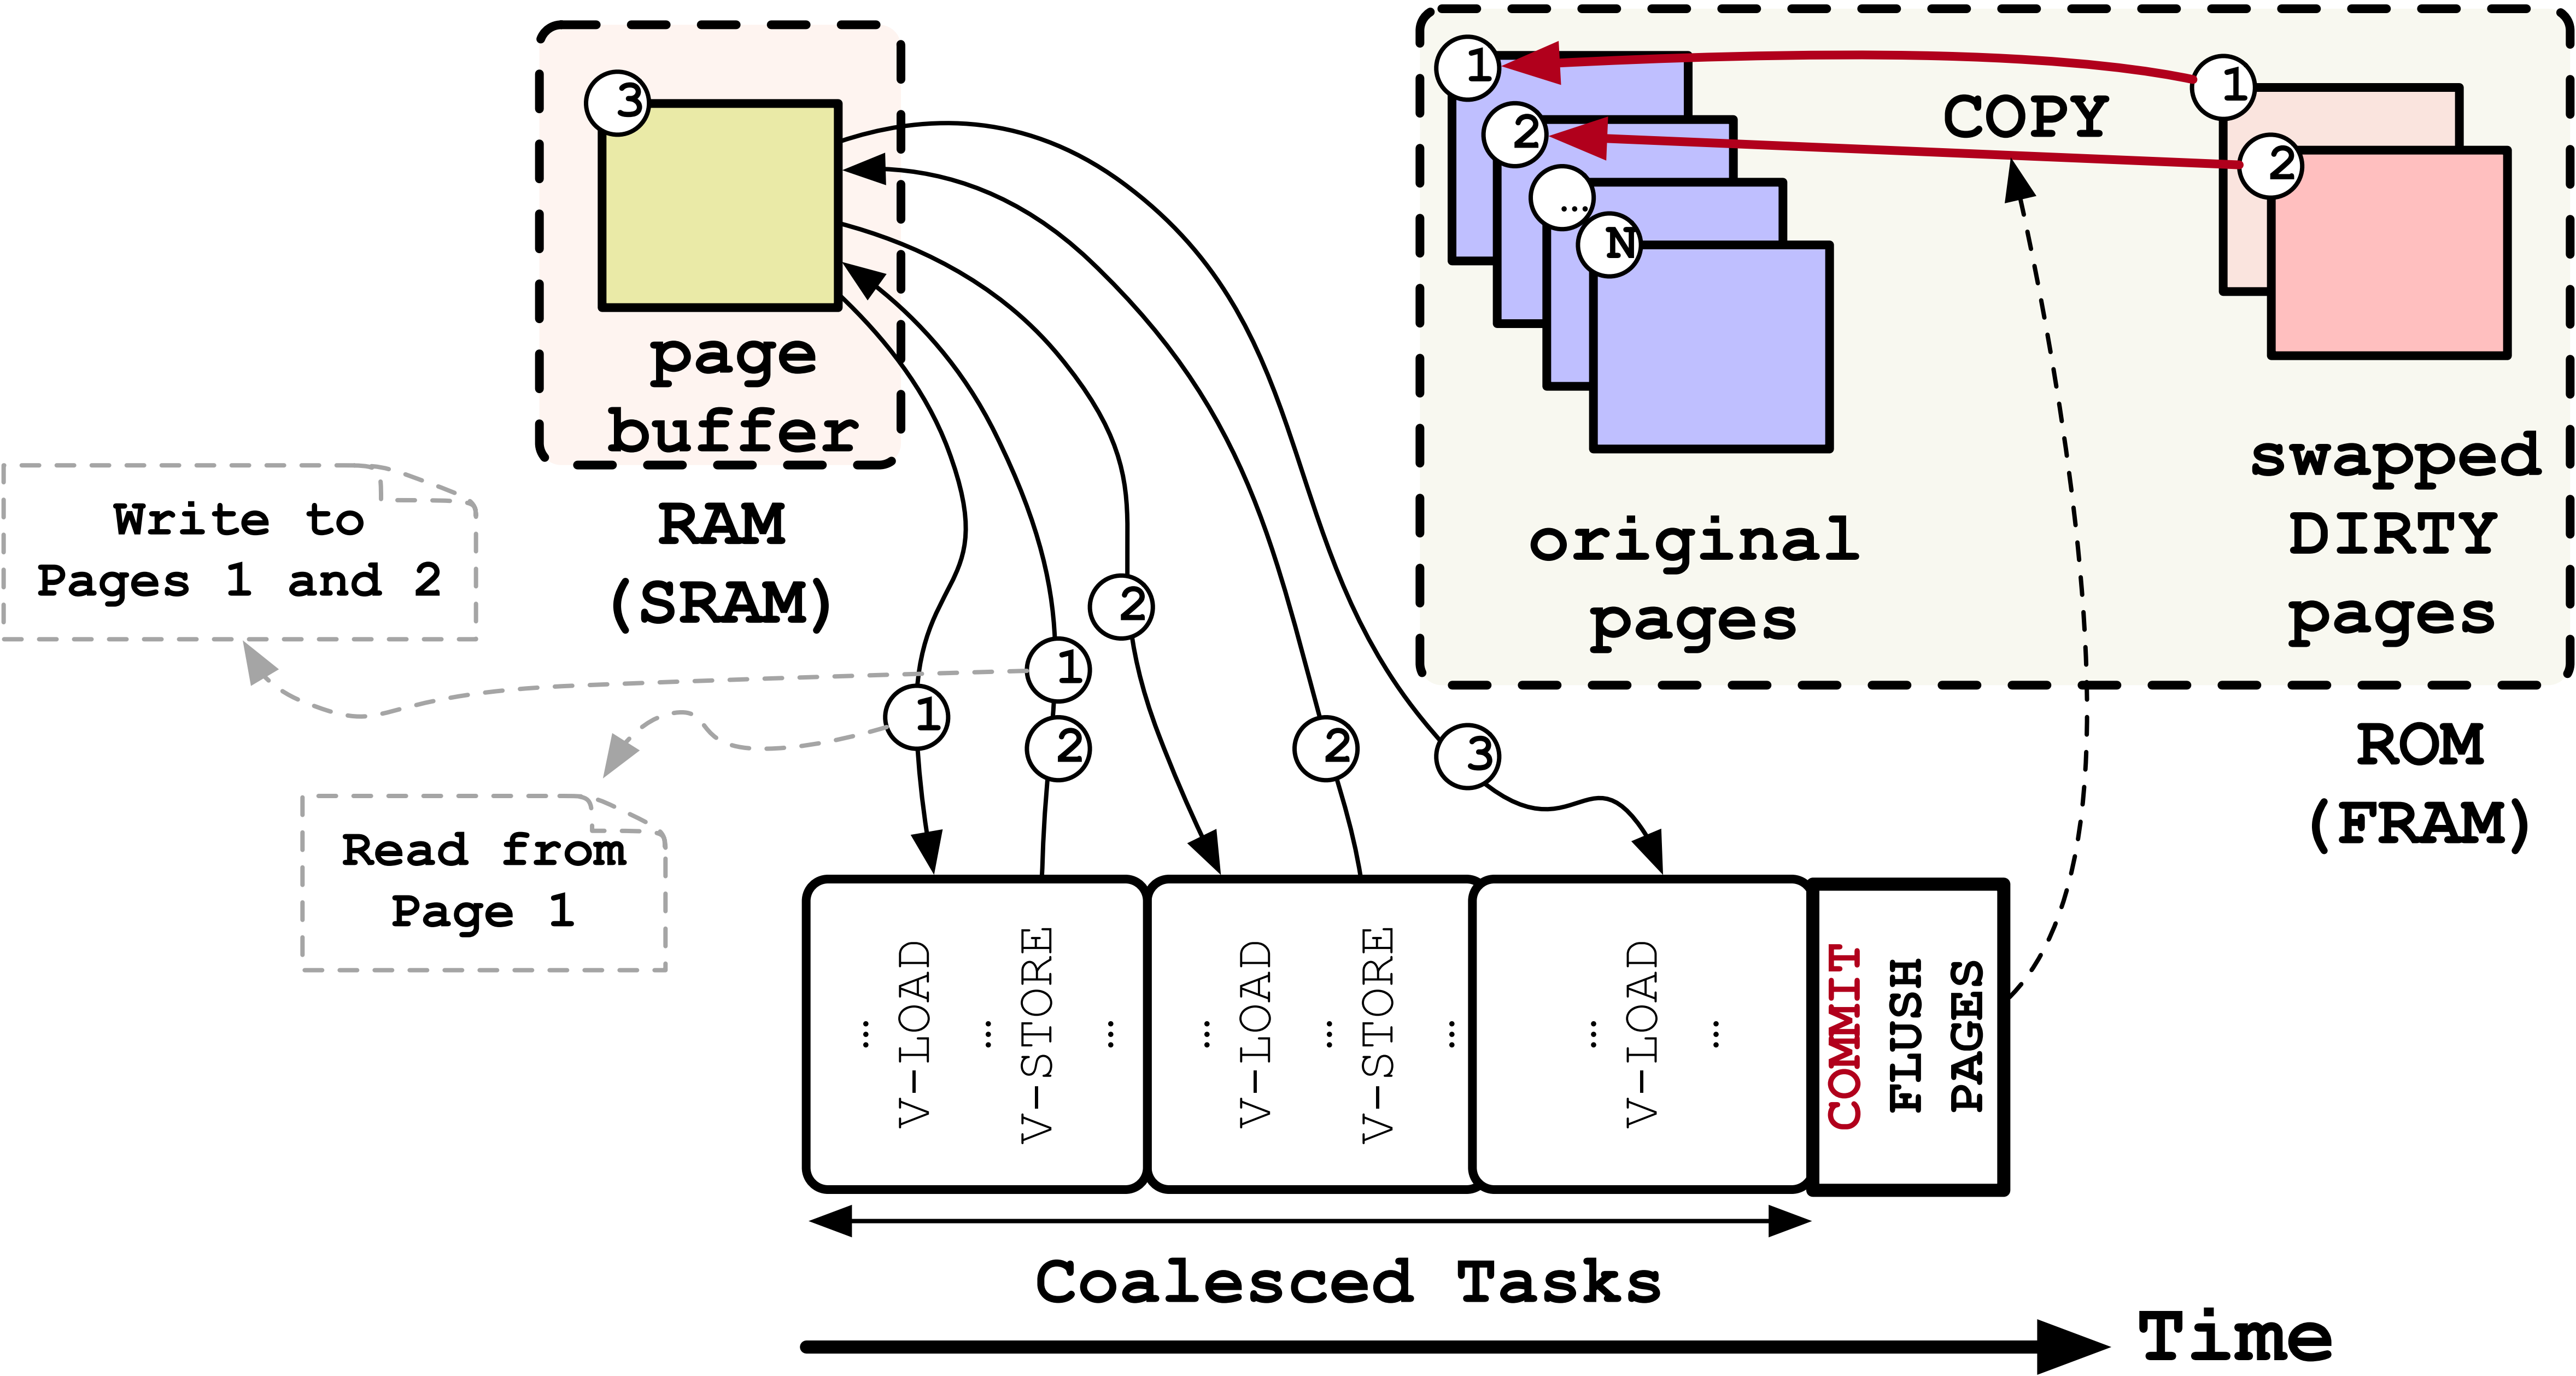 3
page
buffer
RAM
(SRAM)
1
2
...
N
COPY
1
2
original
pages
swapped
DIRTY
pages
ROM
(FRAM)
Write to
Pages 1 and 2
Read from
Page 1
1
1
2
2
2
3
... V-LOAD ... V-STORE ...
... V-LOAD ... V-STORE ...
... V-LOAD ...
COMMIT
FLUSH
PAGES
Coalesced Tasks
Time